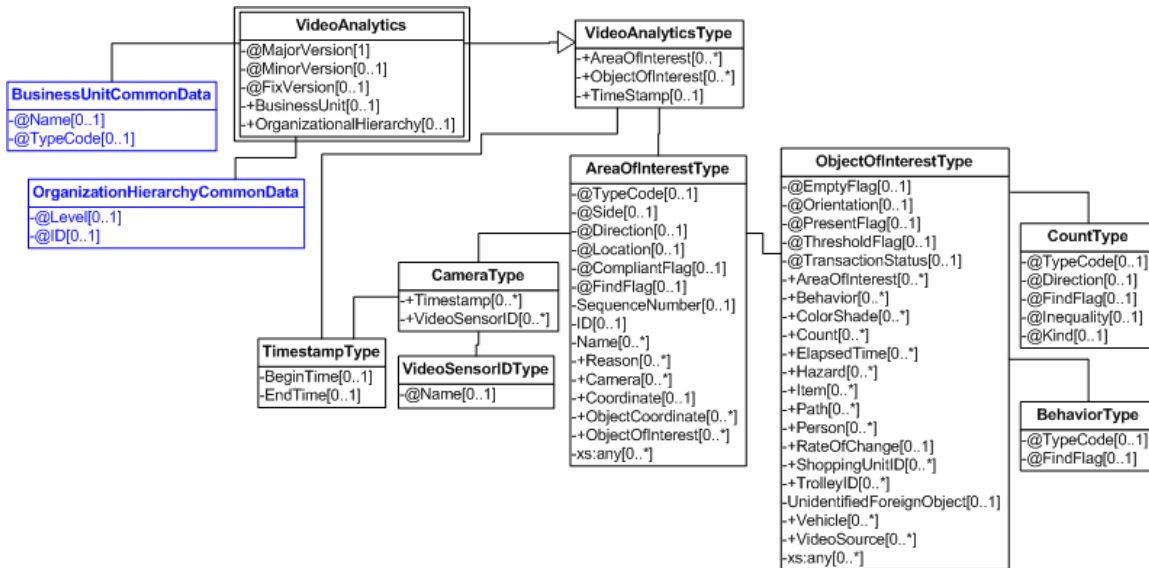 VideoAnalytics
-@MajorVersion[1]
-@MinorVersion[0..1]
-@FixVersion[0..1]
-+BusinessUnit[0..1]
-+OrganizationalHierarchy[0..1]
VideoAnalyticsType
-+AreaOfInterest[0..*]
-+ObjectOfInterest[0..*]
-+TimeStamp[0..1]
BusinessUnitCommonData
-@Name[0..1]
-@TypeCode[0..1]
OrganizationHierarchyCommonData
-@Level[0..1]
-@ID[0..1]
AreaOfInterestType
-@TypeCode[0..1]
-@Side[0..1]
-@Direction[0..1]
-@Location[0..1]
-@CompliantFlag[0..1]
-@FindFlag[0..1]
-SequenceNumber[0..1]
-ID[0..1]
-Name[0..*]
-+Reason[0..*]
-+Camera[0..*]
-+Coordinate[0..1]
-+ObjectCoordinate[0..*]
-+ObjectOfInterest[0..*]
-xs:any[0..*]
ObjectOfInterestType
-@EmptyFlag[0..1]
-@Orientation[0..1]
-@PresentFlag[0..1]
-@ThresholdFlag[0..1]
-@TransactionStatus[0..1]
-+AreaOfInterest[0..*]
-+Behavior[0..*]
-+ColorShade[0..*]
-+Count[0..*]
-+ElapsedTime[0..*]
-+Hazard[0..*]
-+Item[0..*]
-+Path[0..*]
-+Person[0..*]
-+RateOfChange[0..1]
-+ShoppingUnitID[0..*]
-+TrolleyID[0..*]
-UnidentifiedForeignObject[0..1]
-+Vehicle[0..*]
-+VideoSource[0..*]
-xs:any[0..*]
CountType
-@TypeCode[0..1]
-@Direction[0..1]
-@FindFlag[0..1]
-@Inequality[0..1]
-@Kind[0..1]
CameraType
-+Timestamp[0..*]
-+VideoSensorID[0..*]
TimestampType
-BeginTime[0..1]
-EndTime[0..1]
VideoSensorIDType
-@Name[0..1]
BehaviorType
-@TypeCode[0..1]
-@FindFlag[0..1]